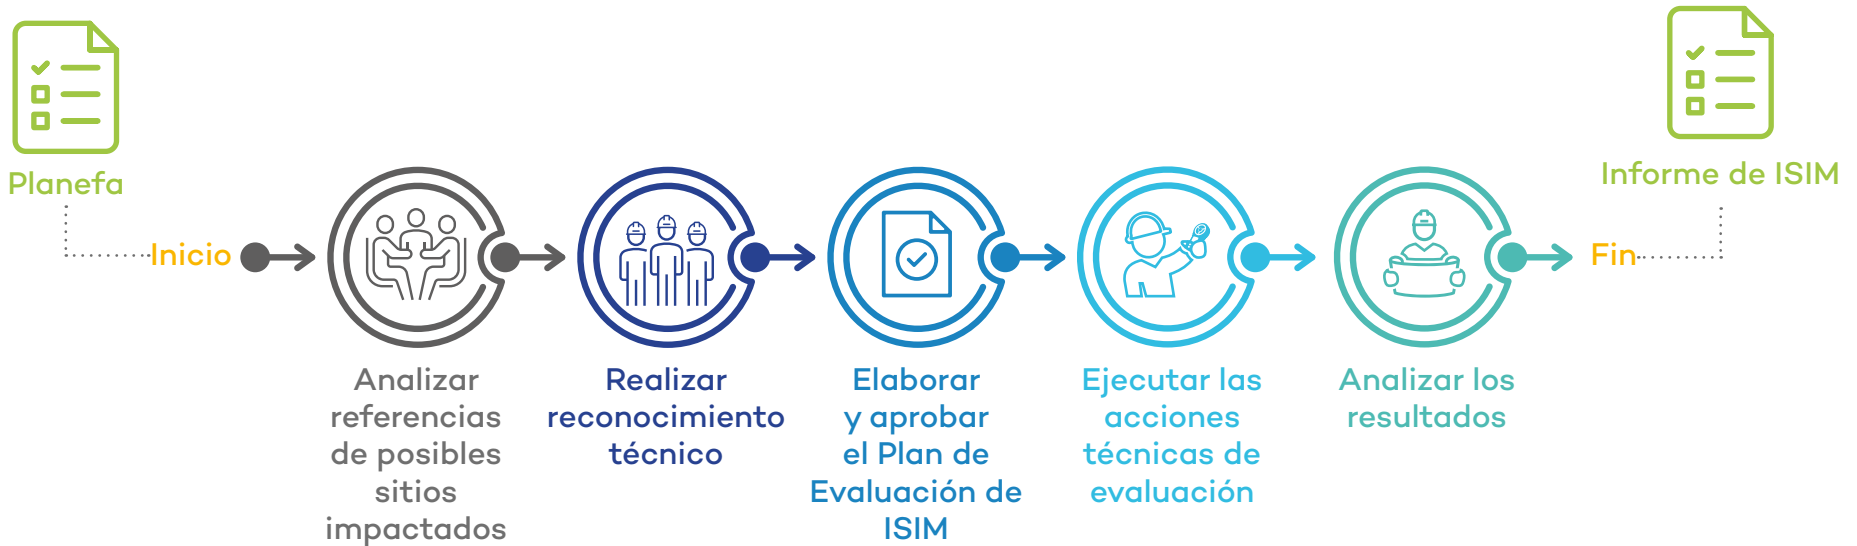 Planefa
Inicio
Analizar
referencias
de posibles
sitios
impactados
Realizar
reconocimiento
técnico
Elaborar
y aprobar
el Plan de
Evaluación de
ISIM
Ejecutar las
acciones
técnicas de
evaluación
Analizar los
resultados
Fin
Informe de ISIM